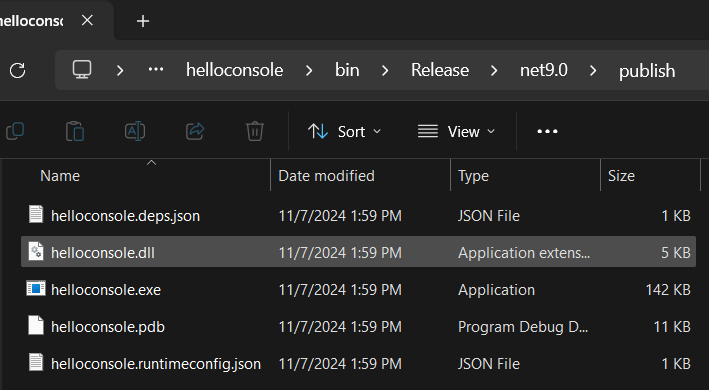 helloconsc
helloconsole > bin > Release > net9.0 > publish
Sort View
Name Date modified Type Size
helloconsole.deps.json 11/7/2024 1:59 PM JSON File 1 KB
helloconsole.dll 11/7/2024 1:59 PM Application extens... 5 KB
helloconsole.exe 11/7/2024 1:59 PM Application 142 KB
helloconsole.pdb 11/7/2024 1:59 PM Program Debug D... 11 KB
helloconsole.runtimeconfig.json 11/7/2024 1:59 PM JSON File 1 KB